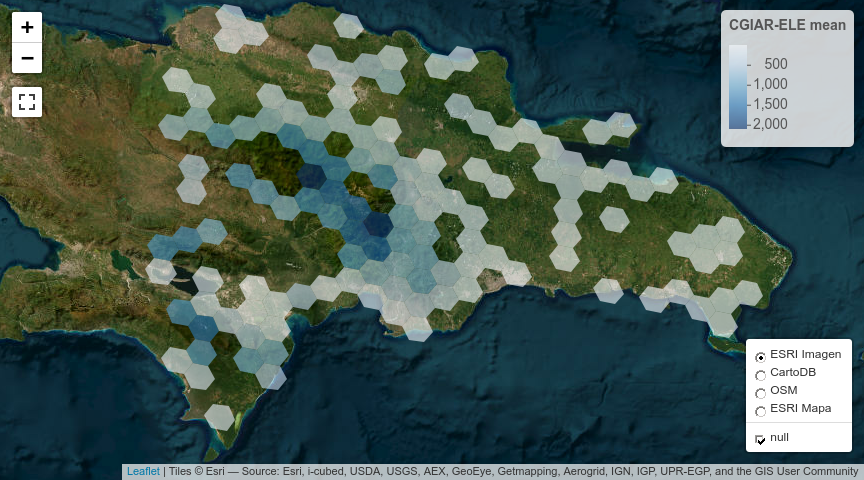 +
−
CGIAR-ELE mean
500
1,000
1,500
2,000
ESRI Imagen
CartoDB
OSM
ESRI Mapa
null
Leaflet | Tiles © Esri — Source: Esri, i-cubed, USDA, USGS, AEX, GeoEye, Getmapping, Aerogrid, IGN, IGP, UPR-EGP, and the GIS User Community